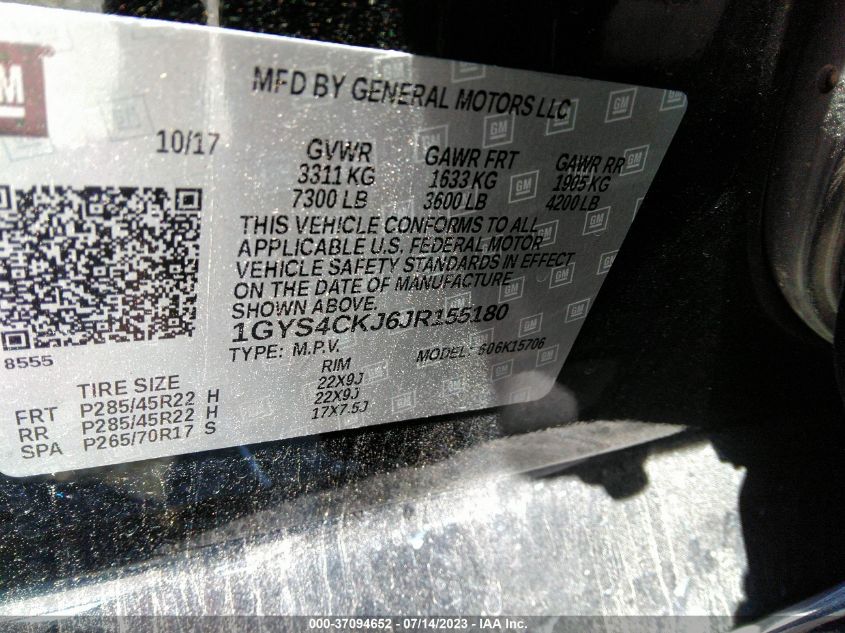 GM
MFD BY GENERAL MOTORS LLC
10/17
GVWR GAWR FRT GAWR RR
3311 KG 1633 KG 1905 KG
7300 LB 3600 LB 4200 LB
THIS VEHICLE CONFORMS TO ALL
APPLICABLE U.S. FEDERAL MOTOR
VEHICLE SAFETY STANDARDS IN EFFECT
ON THE DATE OF MANUFACTURE
SHOWN ABOVE.
1GYS4CKJ6JR155180
TYPE: M.P.V. MODEL: 606K15706
8555
TIRE SIZE RIM
FRT P285/45R22 H 22X9J
RR P285/45R22 H 22X9J
SPA P265/70R17 S 17X7.5J
000-37094652 - 07/14/2023 - IAA Inc.